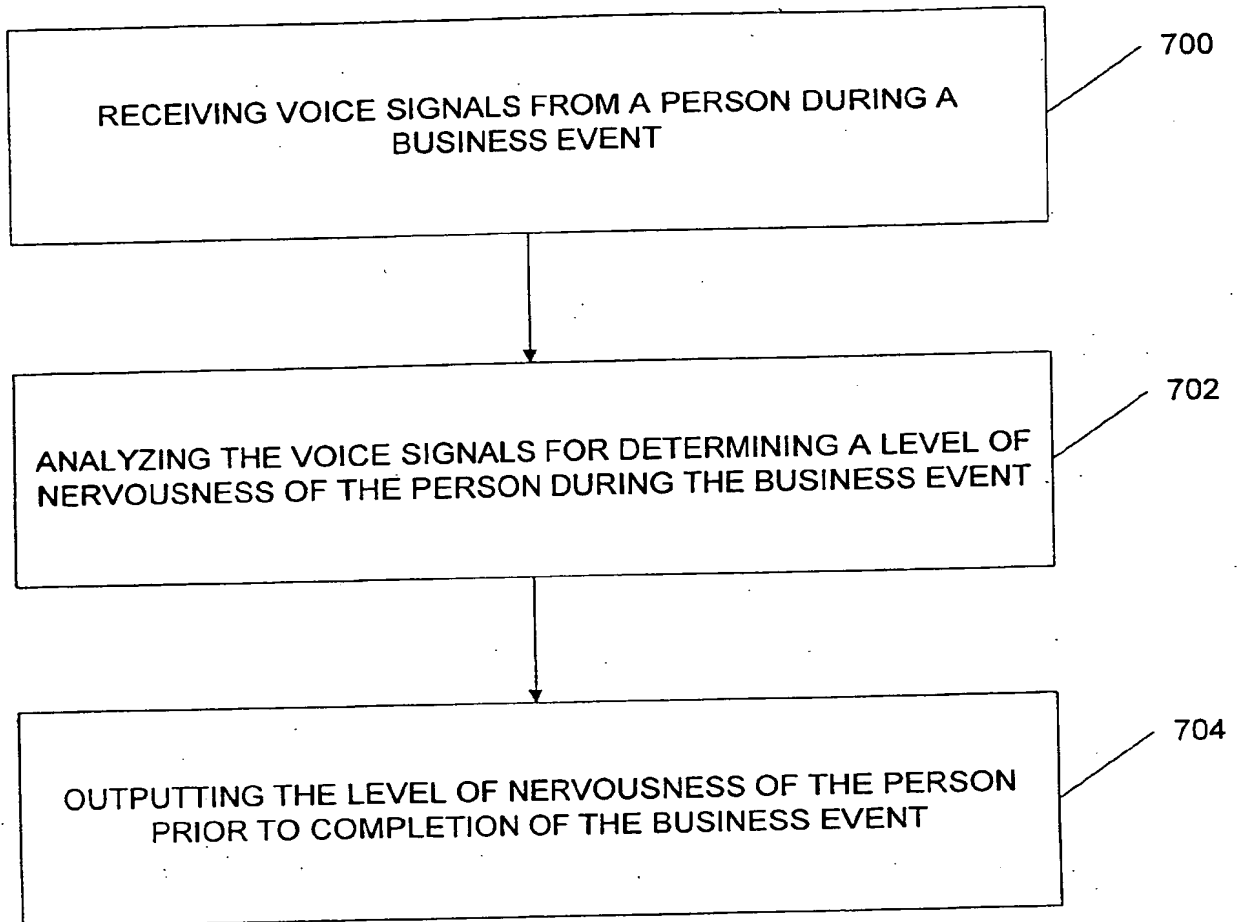 700
RECEIVING VOICE SIGNALS FROM A PERSON DURING A
BUSINESS EVENT
702
ANALYZING THE VOICE SIGNALS FOR DETERMINING A LEVEL OF
NERVOUSNESS OF THE PERSON DURING THE BUSINESS EVENT
704
OUTPUTTING THE LEVEL OF NERVOUSNESS OF THE PERSON
PRIOR TO COMPLETION OF THE BUSINESS EVENT